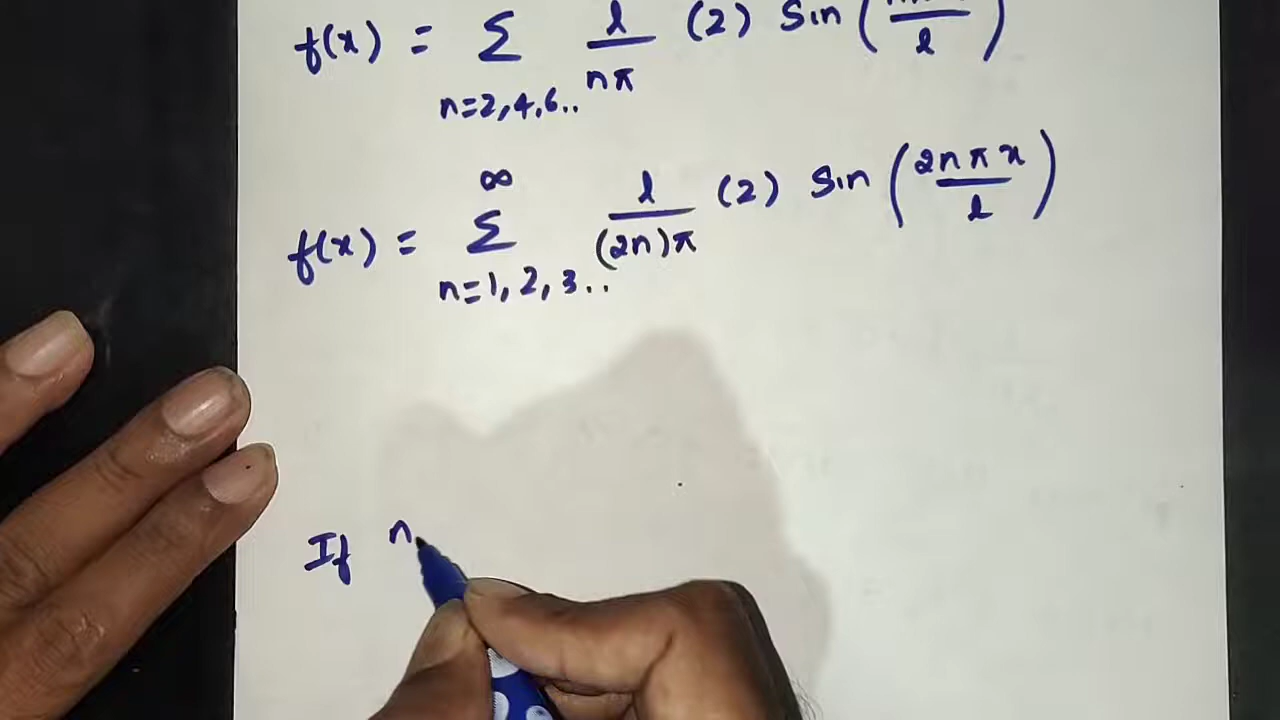 f(x) = Σ l/nπ (2) Sin( /l)
n=2,4,6..
∞
f(x) = Σ l/(2n)π (2) Sin(2nπx/l)
n=1,2,3..
If n